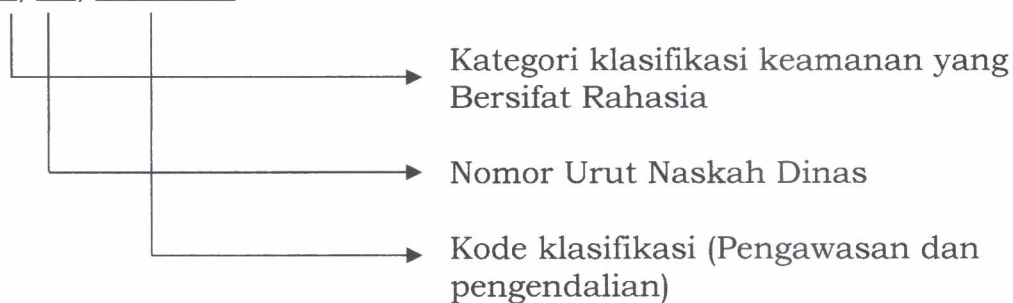 Kategori klasifikasi keamanan yang
Bersifat Rahasia
Nomor Urut Naskah Dinas
Kode klasifikasi (Pengawasan dan
pengendalian)